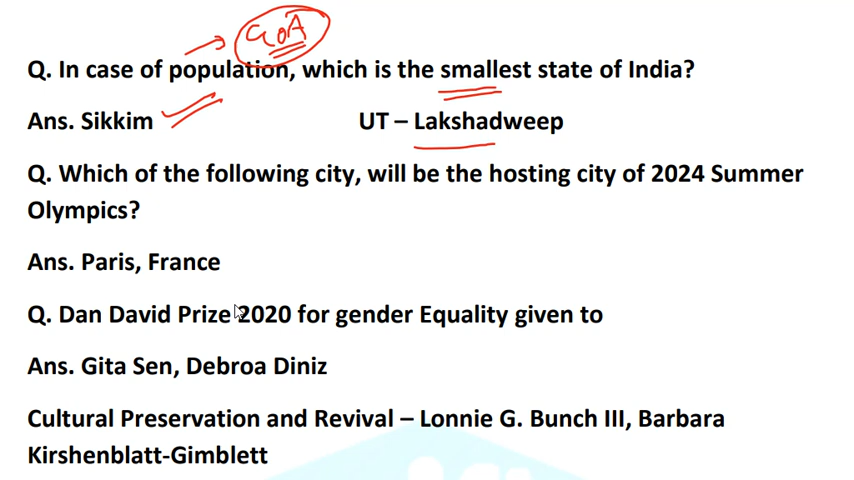 GOA
Q. In case of population, which is the smallest state of India?
Ans. Sikkim UT – Lakshadweep
Q. Which of the following city, will be the hosting city of 2024 Summer
Olympics?
Ans. Paris, France
Q. Dan David Prize 2020 for gender Equality given to
Ans. Gita Sen, Debroa Diniz
Cultural Preservation and Revival – Lonnie G. Bunch III, Barbara
Kirshenblatt-Gimblett